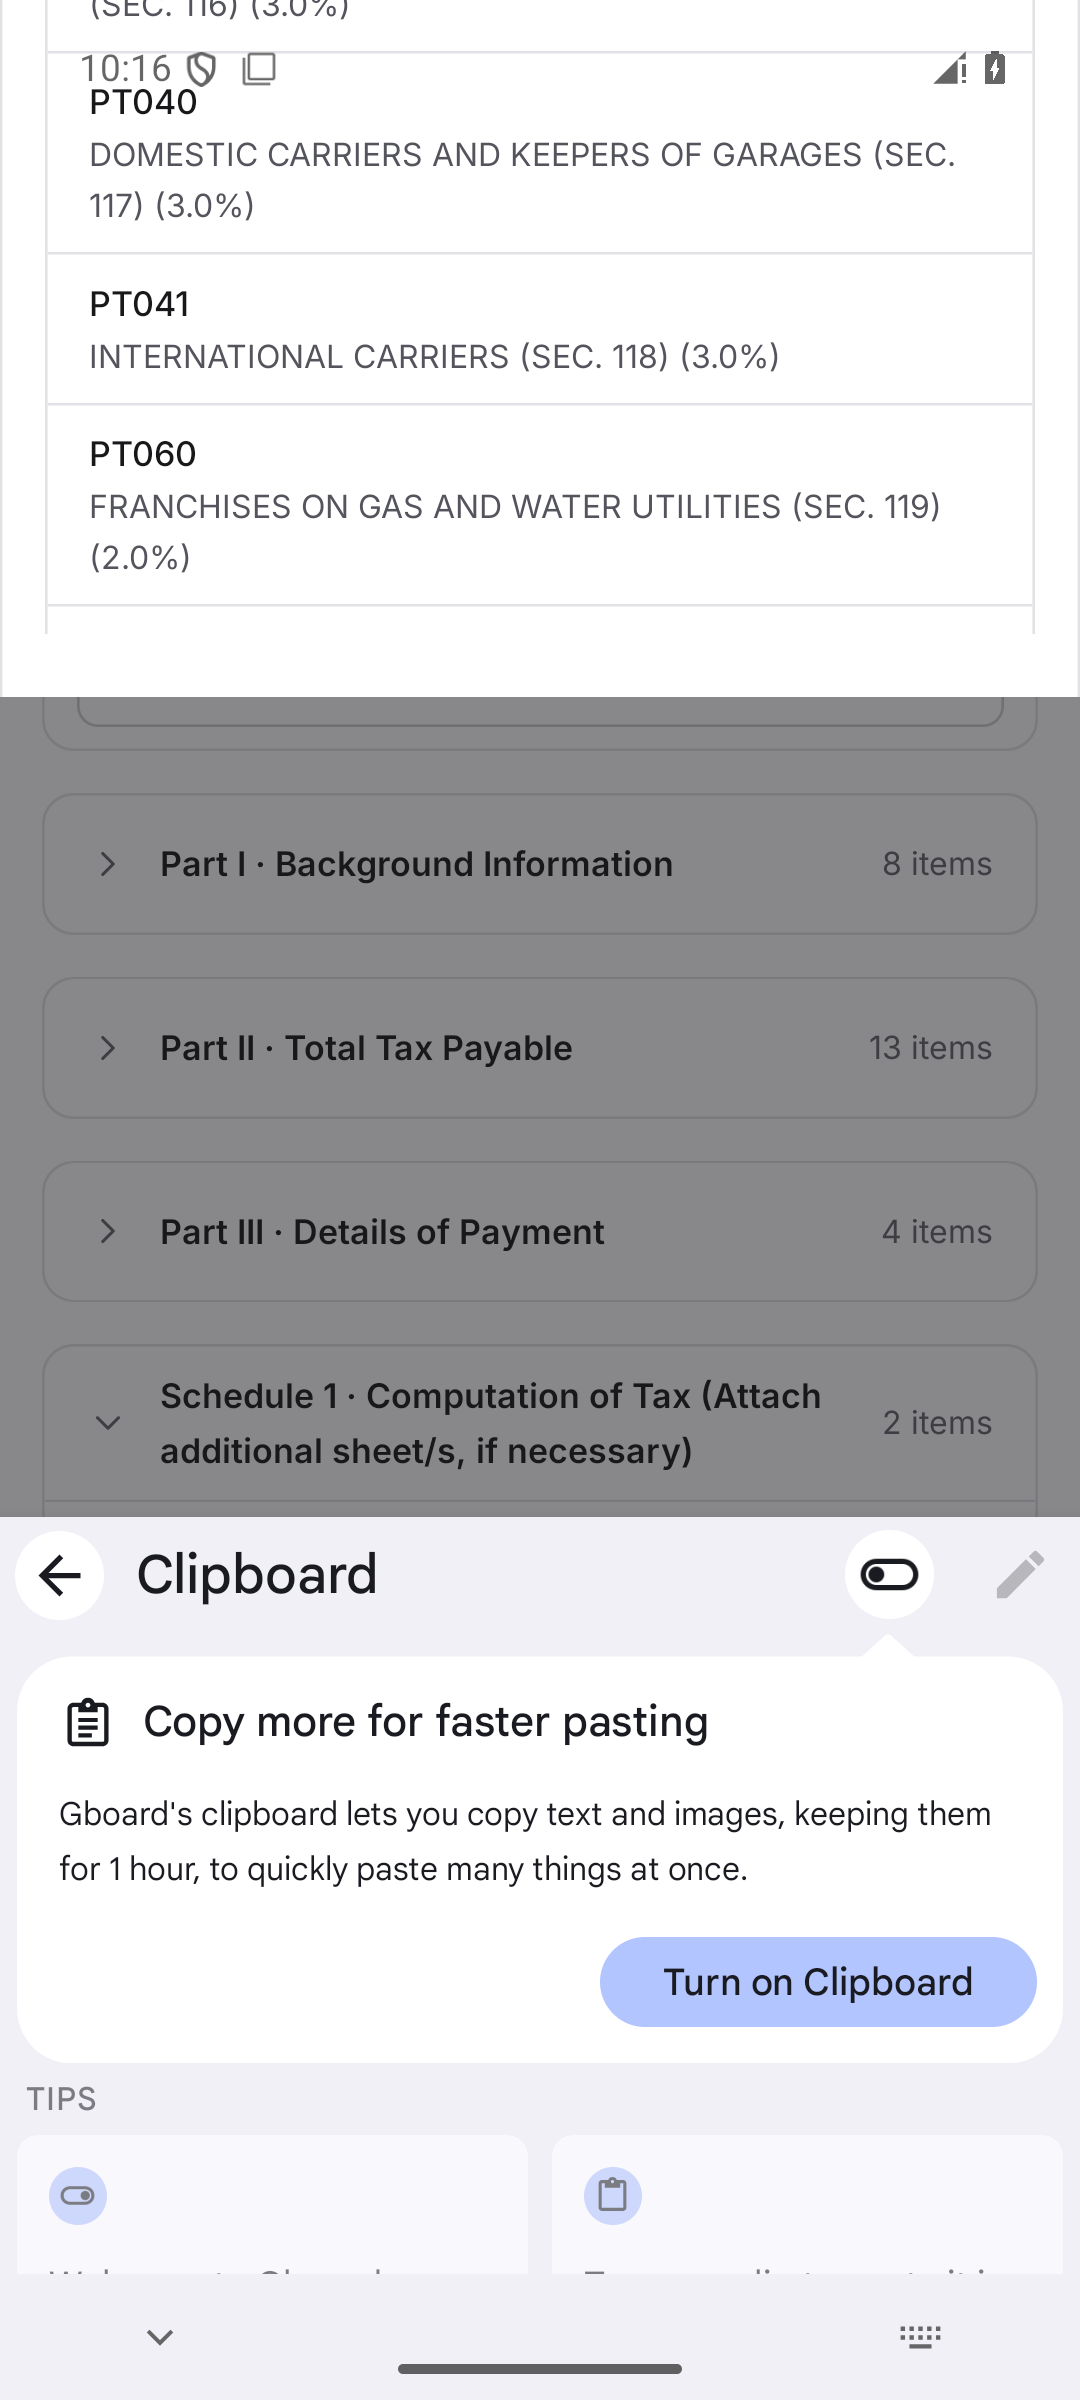 (SEC. 116) (3.0%)
10:16
PT040
DOMESTIC CARRIERS AND KEEPERS OF GARAGES (SEC.
117) (3.0%)
PT041
INTERNATIONAL CARRIERS (SEC. 118) (3.0%)
PT060
FRANCHISES ON GAS AND WATER UTILITIES (SEC. 119)
(2.0%)
Part I · Background Information 8 items
Part II · Total Tax Payable 13 items
Part III · Details of Payment 4 items
Schedule 1 · Computation of Tax (Attach
additional sheet/s, if necessary) 2 items
Clipboard
Copy more for faster pasting
Gboard's clipboard lets you copy text and images, keeping them
for 1 hour, to quickly paste many things at once.
Turn on Clipboard
TIPS